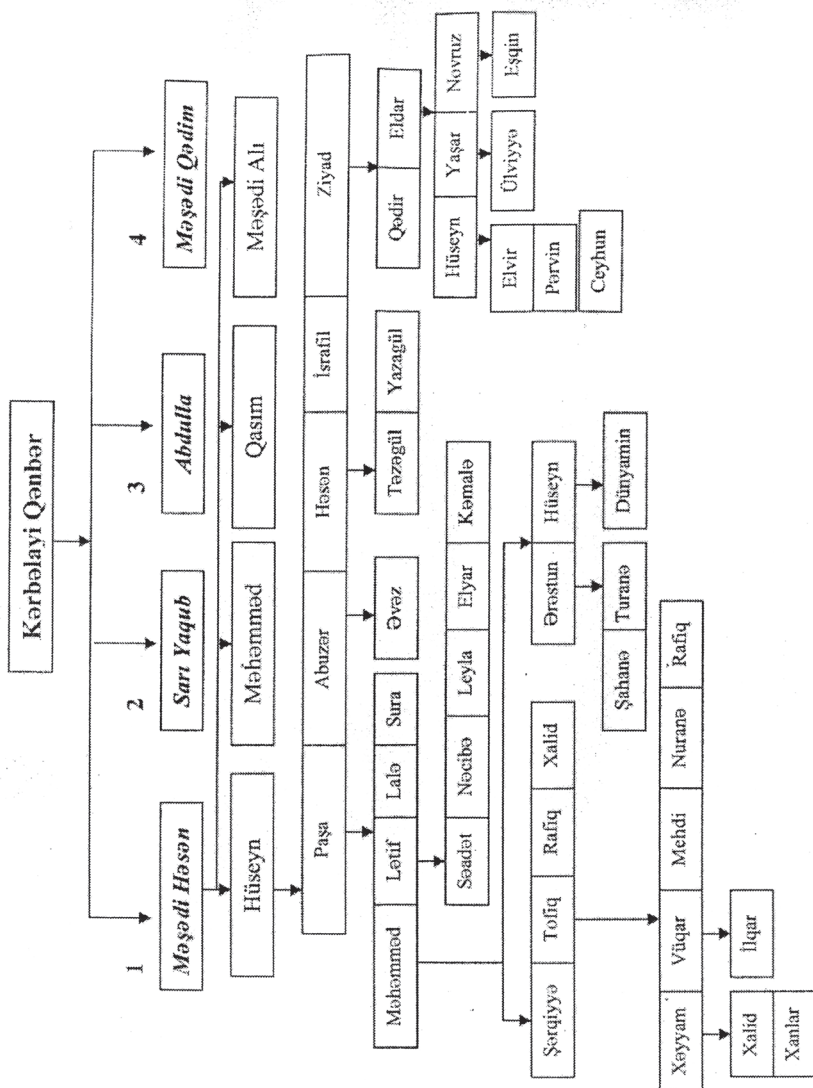 Kərbəlayi Qənbər
1 2 3 4
Məşədi Həsən Sarı Yaqub Abdulla Məşədi Qədim
Hüseyn Məhəmməd Qasım Məşədi Alı
Paşa Abuzər Həsən İsrafil Ziyad
Məhəmməd Lətif Lalə Sura Əvəz Təzəgül Yazagül Qədir Eldar
Səadət Nəcibə Leyla Elyar Kəmalə Hüseyn Yaşar Novruz
Elvir Ülviyyə Eşqin
Pərvin
Ceyhun
Şərqiyyə Tofiq Rafiq Xalid Ərəstun Hüseyn
Şahanə Turanə Dünyamin
Xəyyam Vüqar Mehdi Nuranə Rafiq
Xalid İlqar
Xanlar